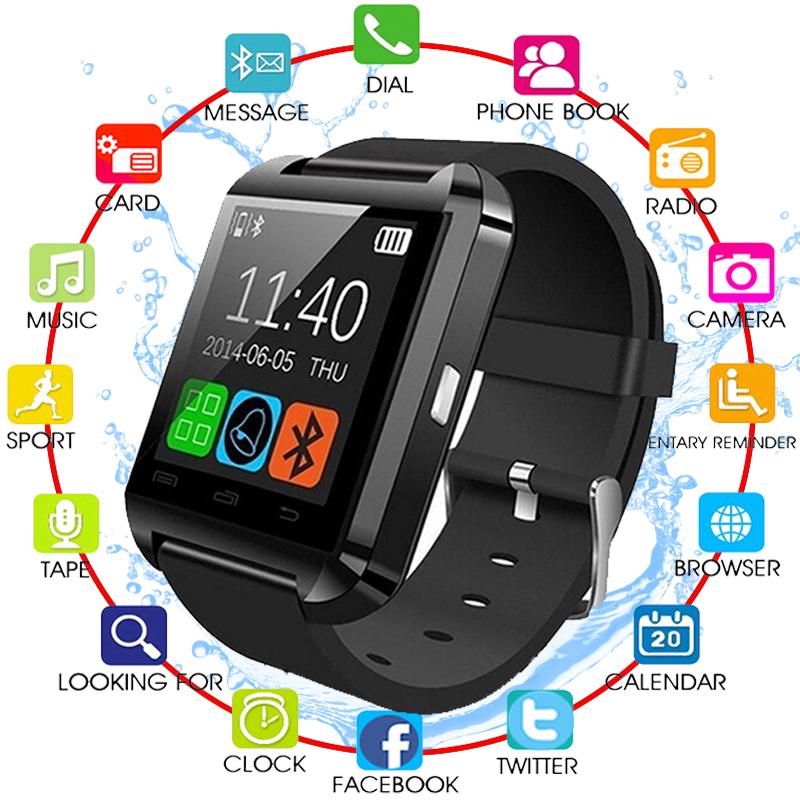 DIAL
MESSAGE
PHONE BOOK
CARD
RADIO
MUSIC
CAMERA
SPORT
ENTARY REMINDER
TAPE
BROWSER
LOOKING FOR
CALENDAR
20
CLOCK
FACEBOOK
TWITTER
11:40
2014-06-05 THU
f
t